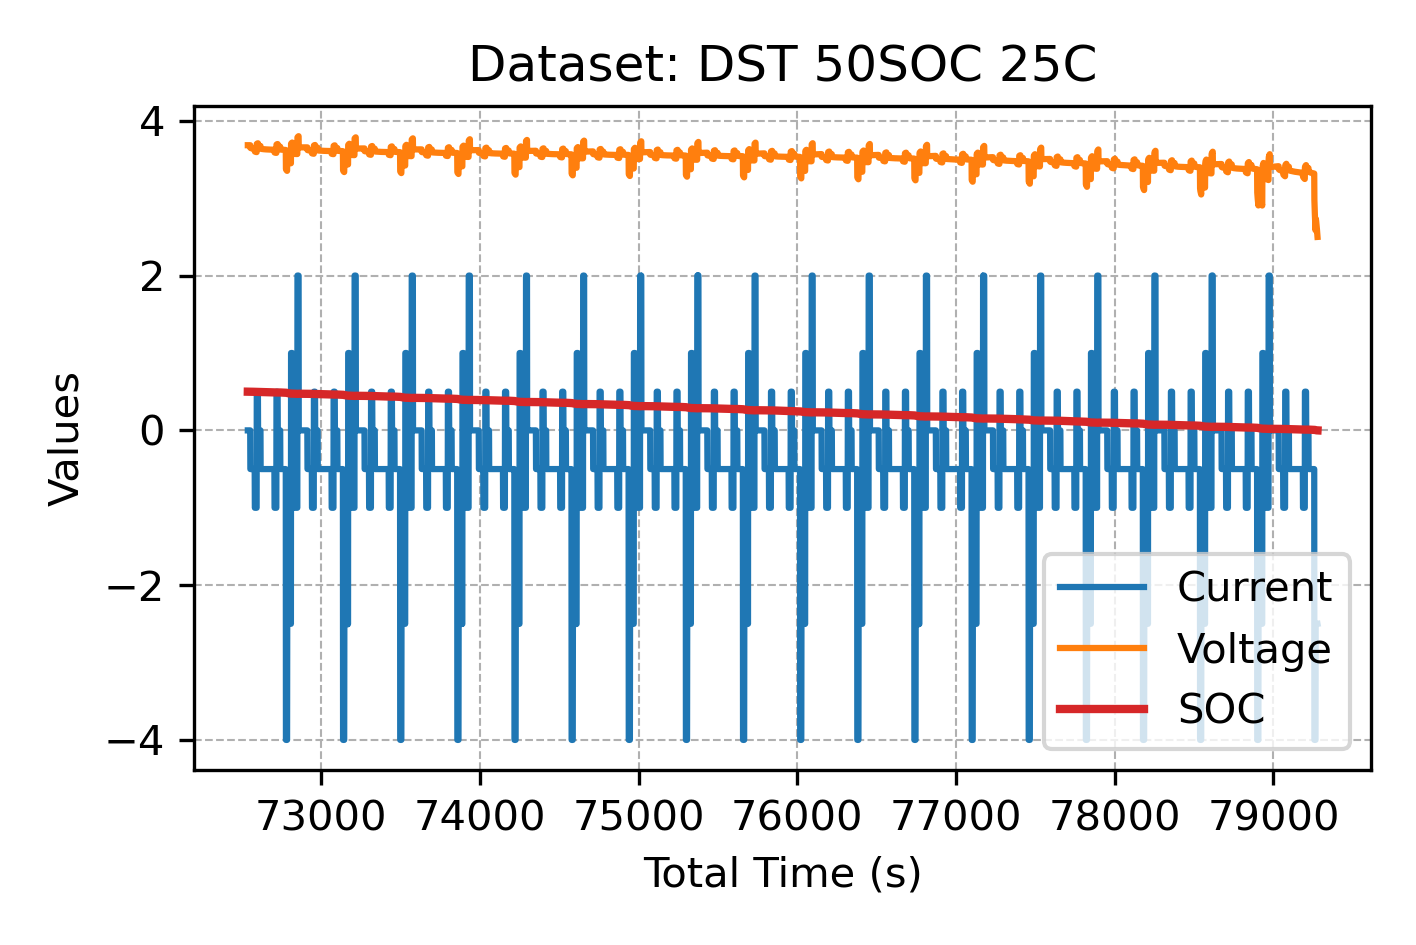 Dataset: DST 50SOC 25C
4
2
0
−2
−4
Values
Current
Voltage
SOC
73000 74000 75000 76000 77000 78000 79000
Total Time (s)